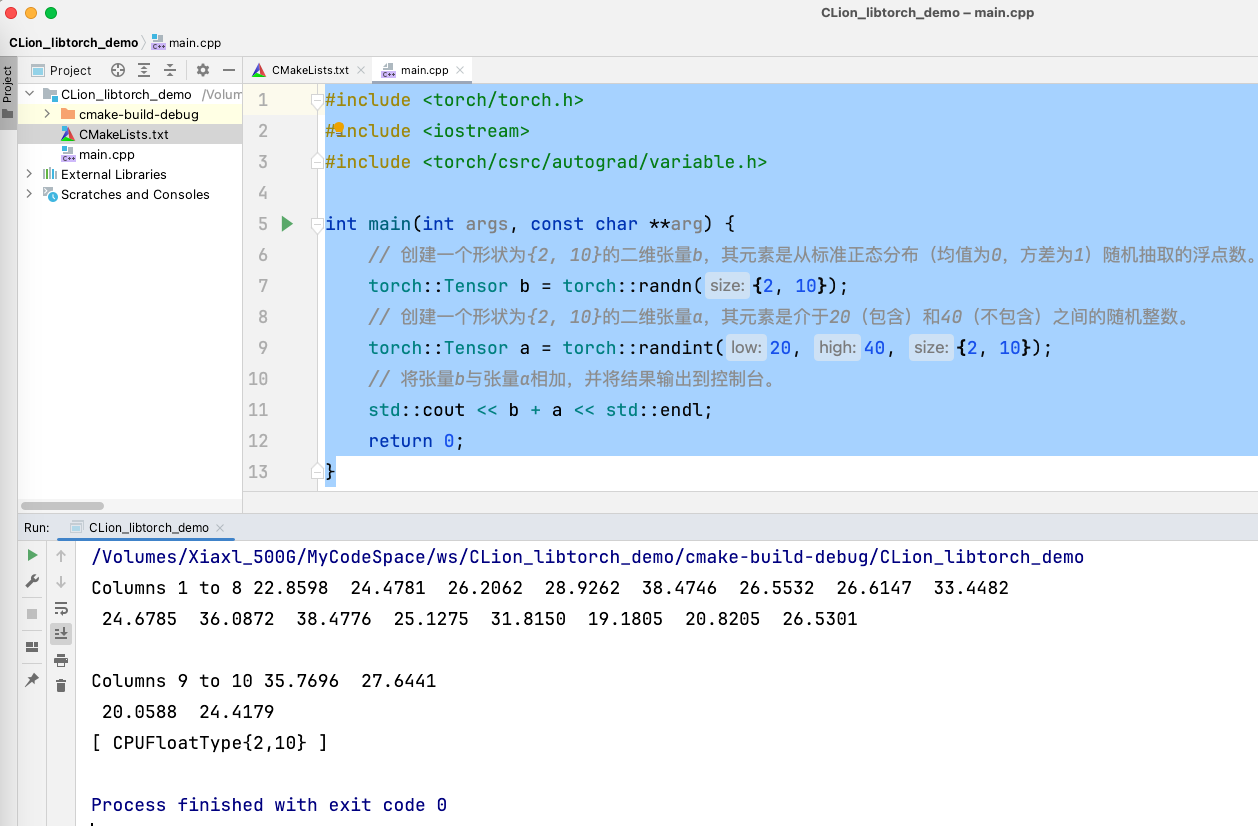 CLion_libtorch_demo – main.cpp
CLion_libtorch_demo main.cpp
Project
Project
CMakeLists.txt
main.cpp
CLion_libtorch_demo /Volum
cmake-build-debug
CMakeLists.txt
main.cpp
External Libraries
Scratches and Consoles
1 #include <torch/torch.h>
2 #include <iostream>
3 #include <torch/csrc/autograd/variable.h>
4
5 int main(int args, const char **arg) {
6 // 创建一个形状为{2, 10}的二维张量b，其元素是从标准正态分布（均值为0，方差为1）随机抽取的浮点数。
7 torch::Tensor b = torch::randn( size: {2, 10});
8 // 创建一个形状为{2, 10}的二维张量a，其元素是介于20（包含）和40（不包含）之间的随机整数。
9 torch::Tensor a = torch::randint( low: 20, high: 40, size: {2, 10});
10 // 将张量b与张量a相加，并将结果输出到控制台。
11 std::cout << b + a << std::endl;
12 return 0;
13 }
Run: CLion_libtorch_demo
/Volumes/Xiaxl_500G/MyCodeSpace/ws/CLion_libtorch_demo/cmake-build-debug/CLion_libtorch_demo
Columns 1 to 8 22.8598 24.4781 26.2062 28.9262 38.4746 26.5532 26.6147 33.4482
24.6785 36.0872 38.4776 25.1275 31.8150 19.1805 20.8205 26.5301
Columns 9 to 10 35.7696 27.6441
20.0588 24.4179
[ CPUFloatType{2,10} ]
Process finished with exit code 0